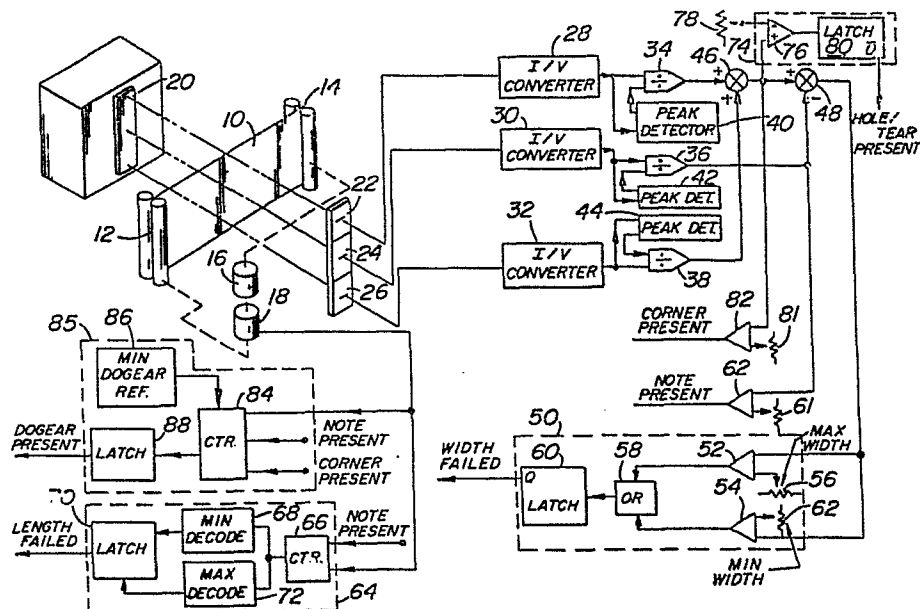 20
10
14
12
16
18
22
24
26
28
I/V CONVERTER
30
I/V CONVERTER
32
I/V CONVERTER
34
÷
PEAK DETECTOR
40
36
÷
42
PEAK DET.
44
PEAK DET.
÷
38
46
+
+
48
+
-
78
74
-
+
76
LATCH
80
HOLE/
TEAR
PRESENT
CORNER PRESENT
82
81
NOTE PRESENT
62
61
50
MAX WIDTH
WIDTH FAILED
60
Q
LATCH
58
OR
52
54
56
62
MIN WIDTH
85
86
MIN DOGEAR REF.
84
CTR.
88
LATCH
DOGEAR PRESENT
NOTE PRESENT
CORNER PRESENT
70
LENGTH FAILED
LATCH
MIN DECODE
68
66
CTR.
NOTE PRESENT
MAX DECODE
72
64